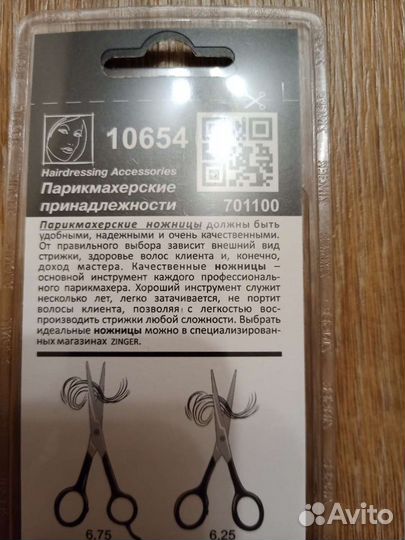 10654
Hairdressing Accessories
Парикмахерские
принадлежности
701100
Парикмахерские ножницы должны быть
удобными, надежными и очень качественными.
От правильного выбора зависит внешний вид
стрижки, здоровье волос клиента и, конечно,
доход мастера. Качественные ножницы –
основной инструмент каждого профессиональ-
ного парикмахера. Хороший инструмент служит
несколько лет, легко затачивается, не портит
волосы клиента, позволяя с легкостью вос-
производить стрижки любой сложности. Выбрать
идеальные ножницы можно в специализирован-
ных магазинах ZINGER.
6,75
6,25
Avito